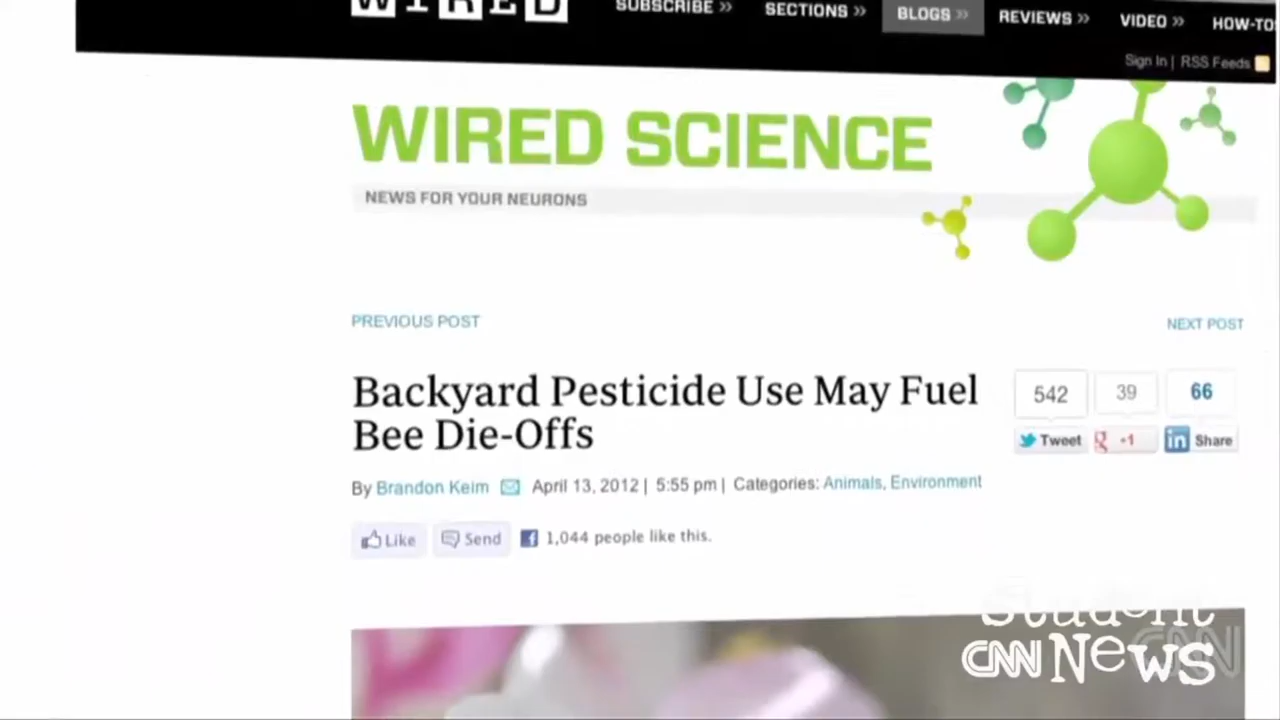 WIRED
SUBSCRIBE »
SECTIONS »
BLOGS »
REVIEWS »
VIDEO »
HOW-TO
Sign In | RSS Feeds
WIRED SCIENCE
NEWS FOR YOUR NEURONS
PREVIOUS POST
NEXT POST
Backyard Pesticide Use May Fuel
Bee Die-Offs
542
39
66
Tweet
+1
in Share
By Brandon Keim
April 13, 2012 | 5:55 pm | Categories: Animals, Environment
Like
Send
f 1,044 people like this.
Student
CNN News
CNN